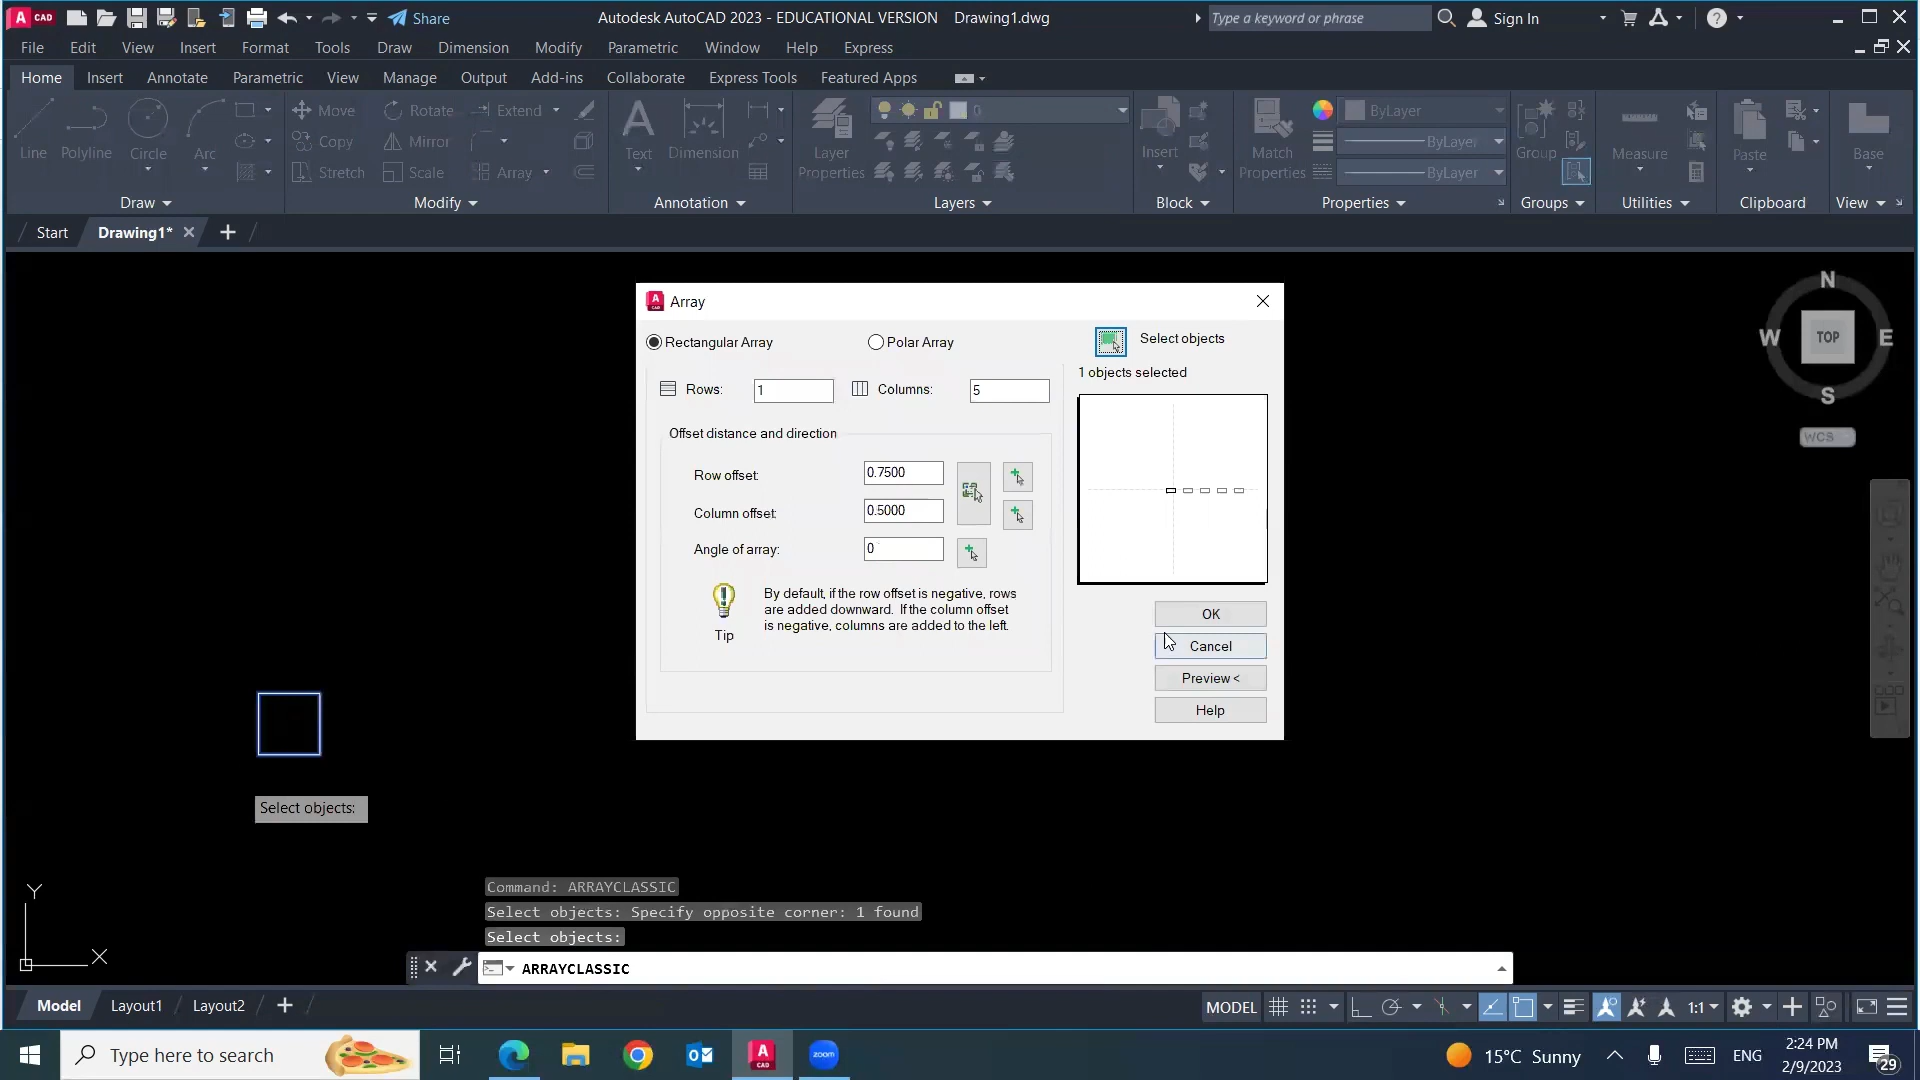 A CAD Share Autodesk AutoCAD 2023 - EDUCATIONAL VERSION Drawing1.dwg Type a keyword or phrase Sign In
File Edit View Insert Format Tools Draw Dimension Modify Parametric Window Help Express
Home Insert Annotate Parametric View Manage Output Add-ins Collaborate Express Tools Featured Apps
Move Rotate Extend 0 ByLayer
Line Polyline Circle Arc Copy Mirror Text Dimension Layer Properties Insert Match Properties ByLayer Group Measure Paste Base
Stretch Scale Array ByLayer
Draw Modify Annotation Layers Block Properties Groups Utilities Clipboard View
Start Drawing1* +
Array
Rectangular Array Polar Array Select objects
1 objects selected
Rows: 1 Columns: 5
Offset distance and direction
Row offset: 0.7500
Column offset: 0.5000
Angle of array: 0
By default, if the row offset is negative, rows
are added downward. If the column offset
is negative, columns are added to the left.
Tip
OK
Cancel
Preview <
Help
N
W TOP E
S
WCS
Select objects:
Y
X
Command: ARRAYCLASSIC
Select objects: Specify opposite corner: 1 found
Select objects:
ARRAYCLASSIC
Model Layout1 Layout2 + MODEL 1:1
Type here to search A CAD zoom 15°C Sunny ENG 2:24 PM
2/9/2023 29